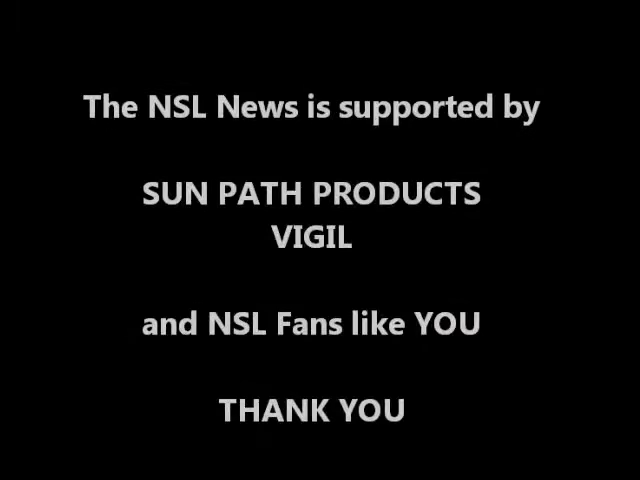 The NSL News is supported by
SUN PATH PRODUCTS
VIGIL
and NSL Fans like YOU
THANK YOU